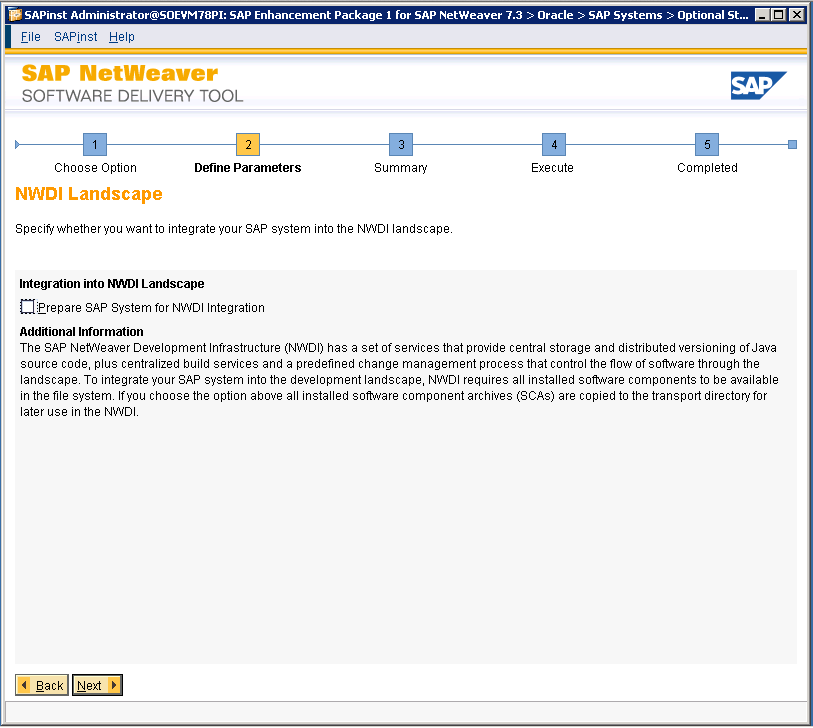 SAPinst Administrator@SOEVM78PI: SAP Enhancement Package 1 for SAP NetWeaver 7.3 > Oracle > SAP Systems > Optional St...
File SAPinst Help
SAP NetWeaver
SOFTWARE DELIVERY TOOL
SAP
1 2 3 4 5
Choose Option Define Parameters Summary Execute Completed
NWDI Landscape
Specify whether you want to integrate your SAP system into the NWDI landscape.
Integration into NWDI Landscape
Prepare SAP System for NWDI Integration
Additional Information
The SAP NetWeaver Development Infrastructure (NWDI) has a set of services that provide central storage and distributed versioning of Java
source code, plus centralized build services and a predefined change management process that control the flow of software through the
landscape. To integrate your SAP system into the development landscape, NWDI requires all installed software components to be available
in the file system. If you choose the option above all installed software component archives (SCAs) are copied to the transport directory for
later use in the NWDI.
Back Next